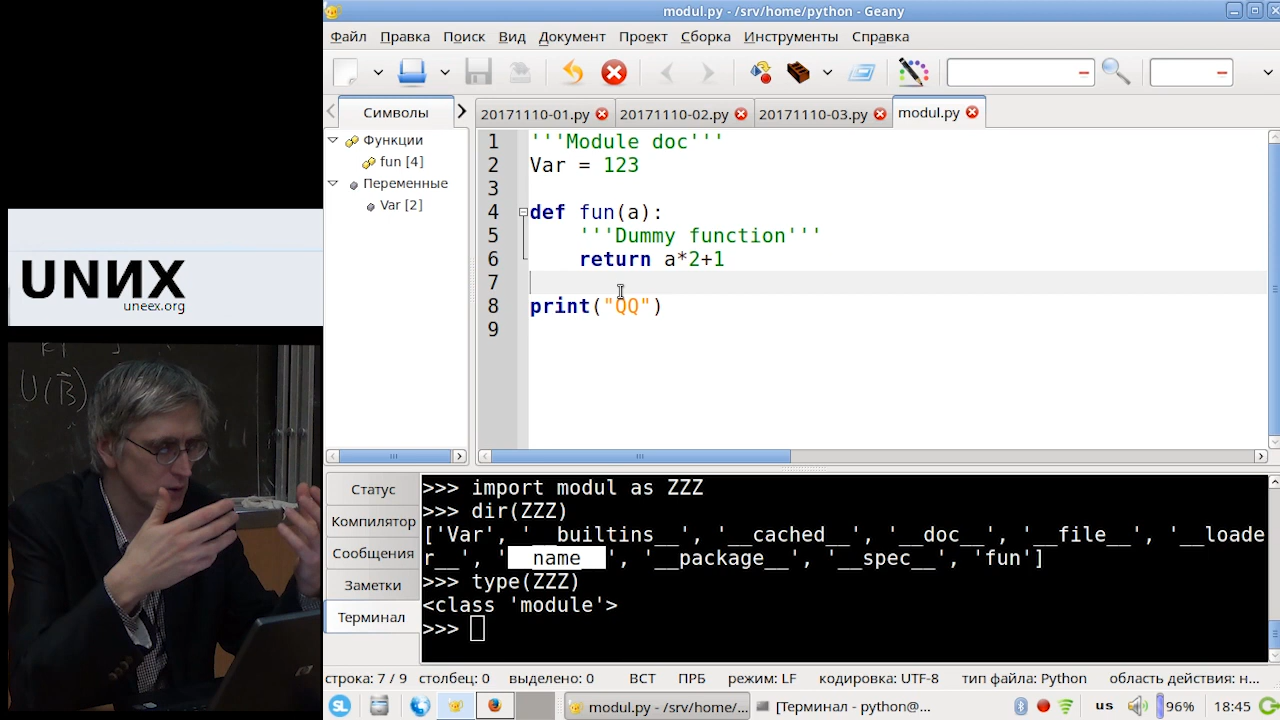 modul.py - /srv/home/python - Geany
Файл Правка Поиск Вид Документ Проект Сборка Инструменты Справка
Символы
20171110-01.py 20171110-02.py 20171110-03.py modul.py
Функции
fun [4]
Переменные
Var [2]
1 '''Module doc'''
2 Var = 123
3
4 def fun(a):
5 '''Dummy function'''
6 return a*2+1
7
8 print("QQ")
9
UNИX
uneex.org
U(B)
Статус
Компилятор
Сообщения
Заметки
Терминал
>>> import modul as ZZZ
>>> dir(ZZZ)
['Var', '__builtins__', '__cached__', '__doc__', '__file__', '__loade
r__', '__name__', '__package__', '__spec__', 'fun']
>>> type(ZZZ)
<class 'module'>
>>>
строка: 7 / 9 столбец: 0 выделено: 0 ВСТ ПРБ режим: LF кодировка: UTF-8 тип файла: Python область действия: н...
modul.py - /srv/home/... [Терминал - python@... us 96% 18:45